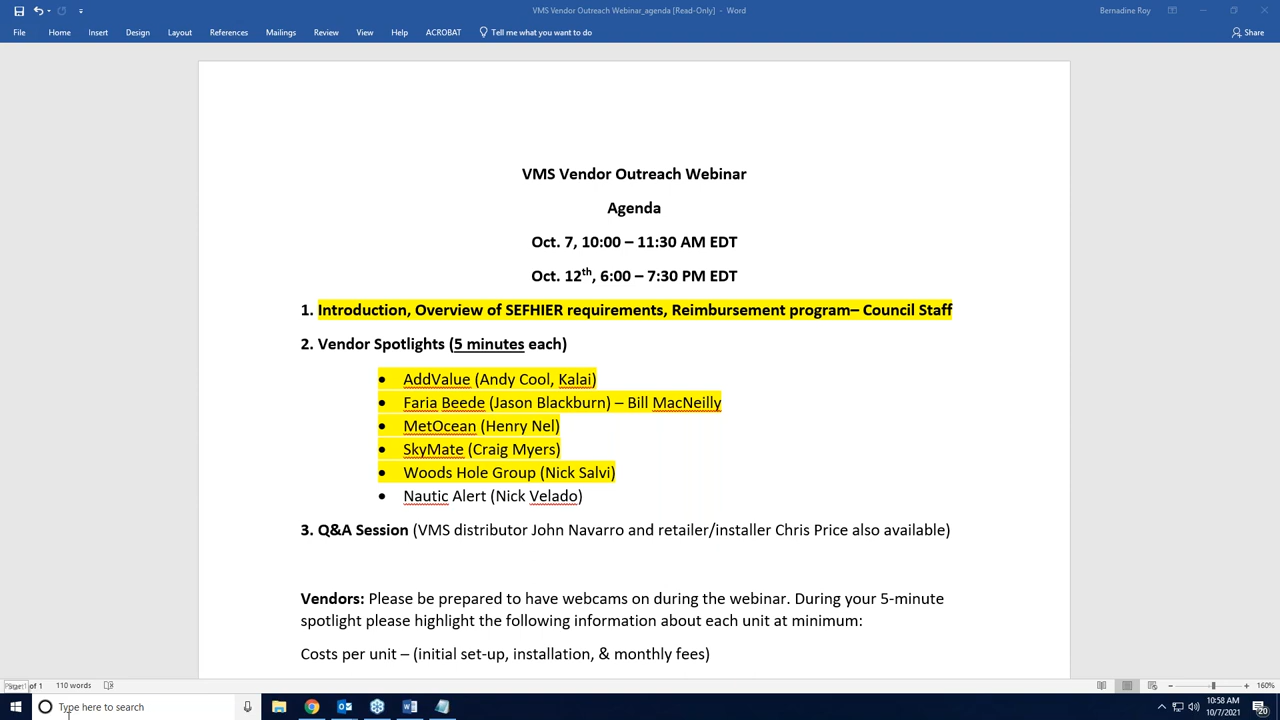 VMS Vendor Outreach Webinar_agenda [Read-Only] - Word
Bernadine Roy
File Home Insert Design Layout References Mailings Review View Help ACROBAT Tell me what you want to do Share
VMS Vendor Outreach Webinar
Agenda
Oct. 7, 10:00 – 11:30 AM EDT
Oct. 12th, 6:00 – 7:30 PM EDT
1. Introduction, Overview of SEFHIER requirements, Reimbursement program– Council Staff
2. Vendor Spotlights (5 minutes each)
• AddValue (Andy Cool, Kalai)
• Faria Beede (Jason Blackburn) – Bill MacNeilly
• MetOcean (Henry Nel)
• SkyMate (Craig Myers)
• Woods Hole Group (Nick Salvi)
• Nautic Alert (Nick Velado)
3. Q&A Session (VMS distributor John Navarro and retailer/installer Chris Price also available)
Vendors: Please be prepared to have webcams on during the webinar. During your 5-minute
spotlight please highlight the following information about each unit at minimum:
Costs per unit – (initial set-up, installation, & monthly fees)
of 1 110 words 160%
Type here to search
10:58 AM
10/7/2021
20